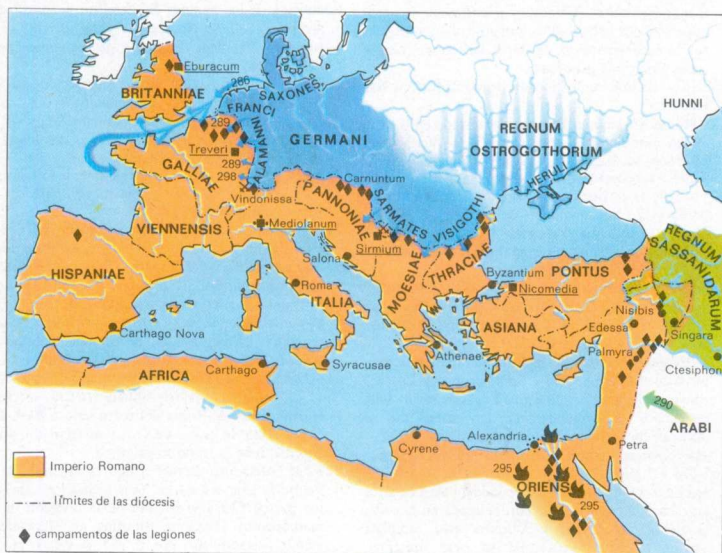 Eburacum
BRITANNIAE
286
SAXONES
FRANCI
289
ALAMANNI
GERMANI
HUNNI
REGNUM
OSTROGOTHORUM
HERULI
Treveri
289
298
GALLIAE
Vindonissa
Carnuntum
SARMATES
VISIGOTHI
PANNONIAE
VIENNENSIS
Mediolanum
Sirmium
Salona
MOESIAE
THRACIAE
Byzantium
PONTUS
Nicomedia
REGNUM
SASSANIDARUM
HISPANIAE
Roma
ITALIA
ASIANA
Nisibis
Edessa
Singara
Carthago Nova
Athenae
Palmyra
Ctesiphon
AFRICA
Carthago
Syracusae
290
ARABI
Cyrene
Alexandria
Petra
295
ORIENS
295
Imperio Romano
límites de las diócesis
campamentos de las legiones